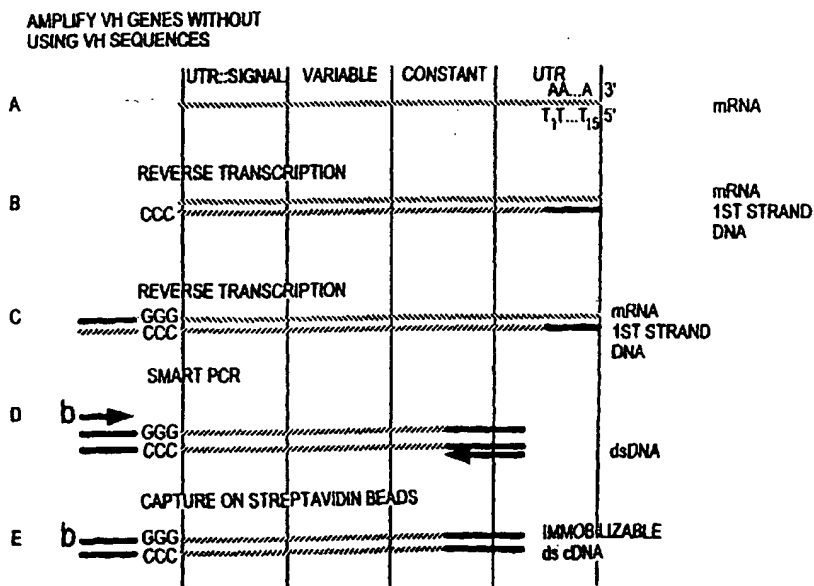 AMPLIFY VH GENES WITHOUT
USING VH SEQUENCES
UTR::SIGNAL VARIABLE CONSTANT UTR
AA...A 3'
A mRNA
T1T...T15 5'
REVERSE TRANSCRIPTION
B mRNA
CCC 1ST STRAND
DNA
REVERSE TRANSCRIPTION
C GGG mRNA
CCC 1ST STRAND
DNA
SMART PCR
D b
GGG
CCC dsDNA
CAPTURE ON STREPTAVIDIN BEADS
E b GGG IMMOBILIZABLE
CCC ds cDNA